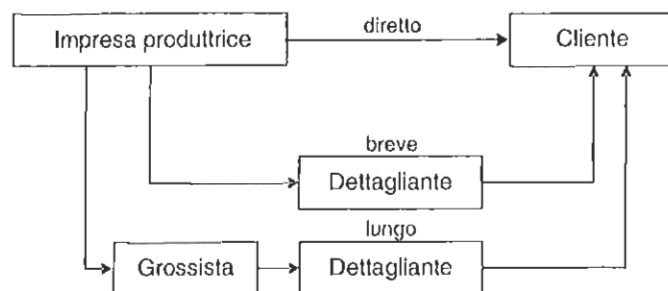 Impresa produttrice
diretto
Cliente
breve
Dettagliante
lungo
Grossista
Dettagliante